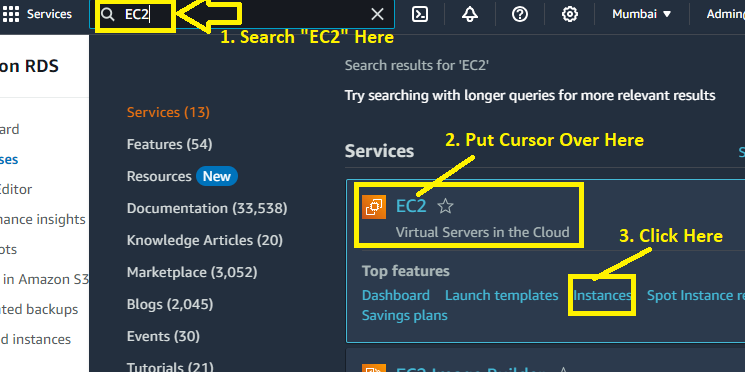 Services
EC2
Mumbai
Admin
1. Search "EC2" Here
on RDS
Search results for 'EC2'
Try searching with longer queries for more relevant results
Services (13)
Features (54)
Resources New
Documentation (33,538)
Knowledge Articles (20)
Marketplace (3,052)
Blogs (2,045)
Events (30)
Tutorials (21)
ard
ses
Editor
nance insights
ots
in Amazon S3
ted backups
d instances
Services
S
2. Put Cursor Over Here
EC2
Virtual Servers in the Cloud
3. Click Here
Top features
Dashboard Launch templates Instances Spot Instance re
Savings plans
EC2 Image Builder